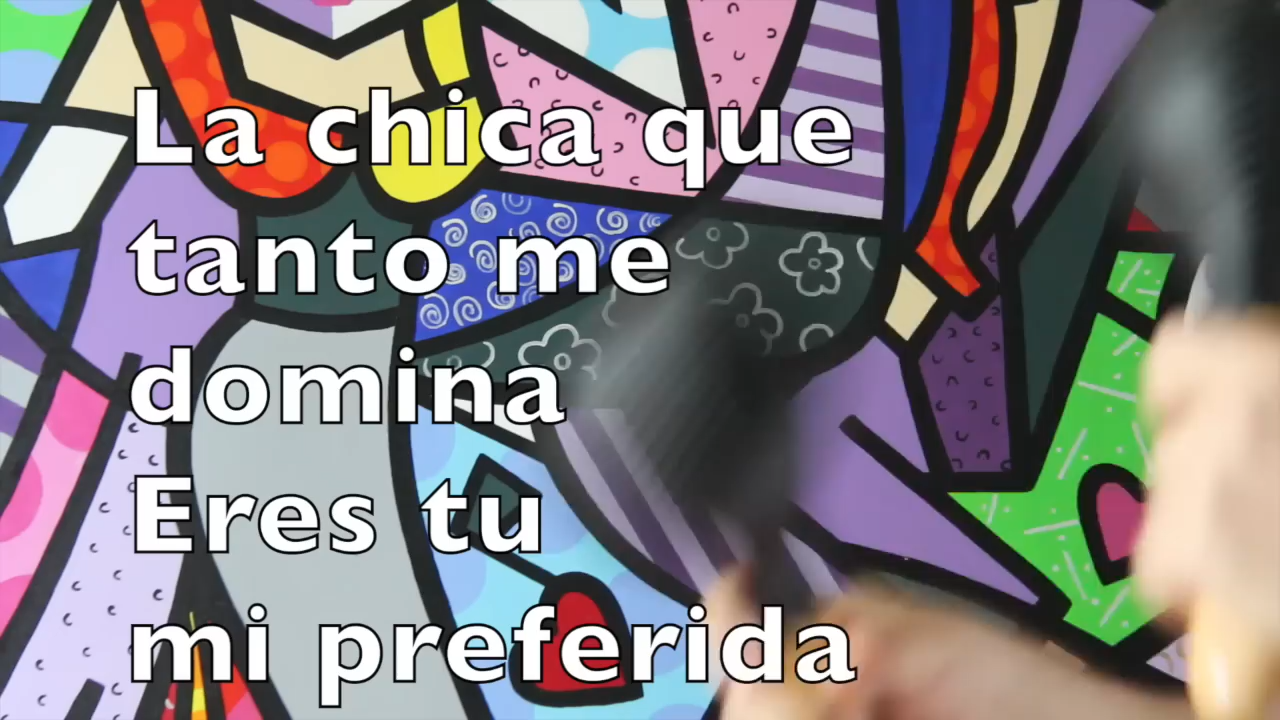 La chica que
tanto me
domina
Eres tu
mi preferida